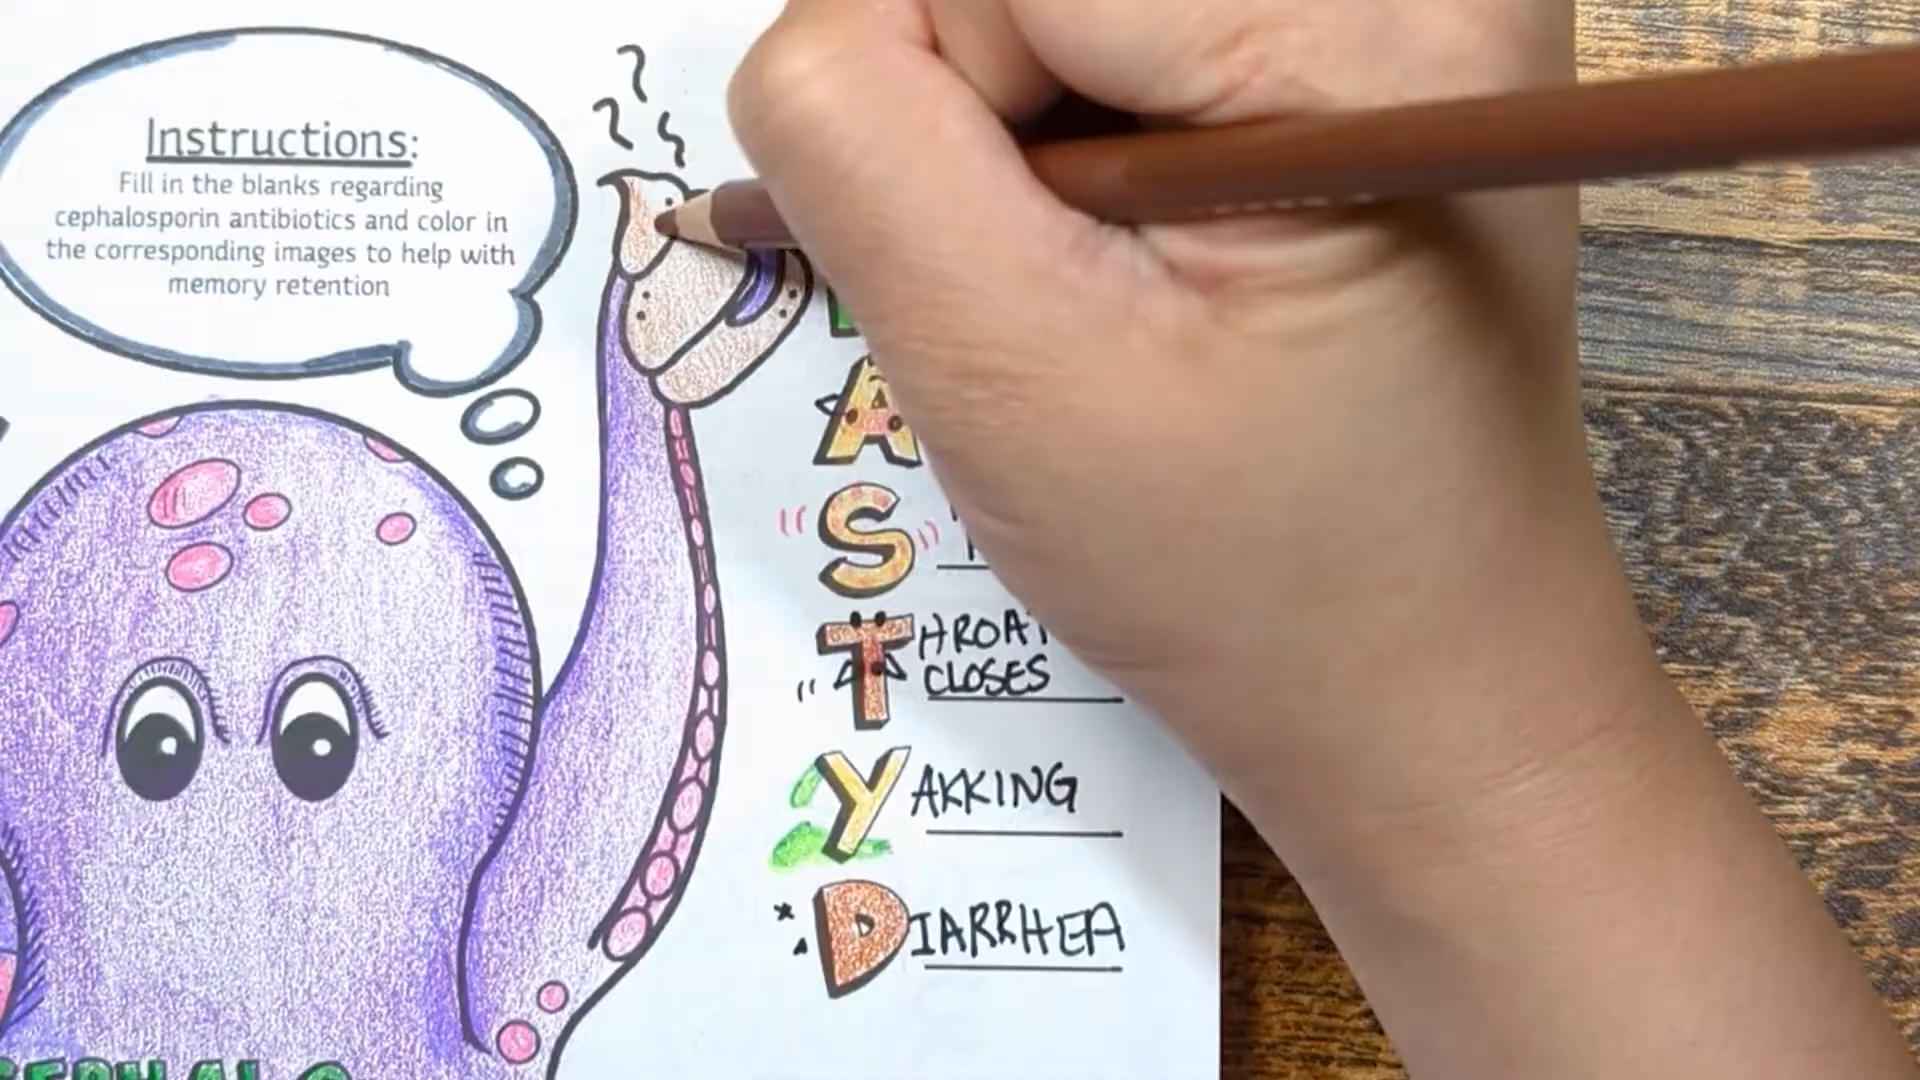 Instructions:
Fill in the blanks regarding
cephalosporin antibiotics and color in
the corresponding images to help with
memory retention
A
S
THROAT
CLOSES
YAKKING
DIARRHEA